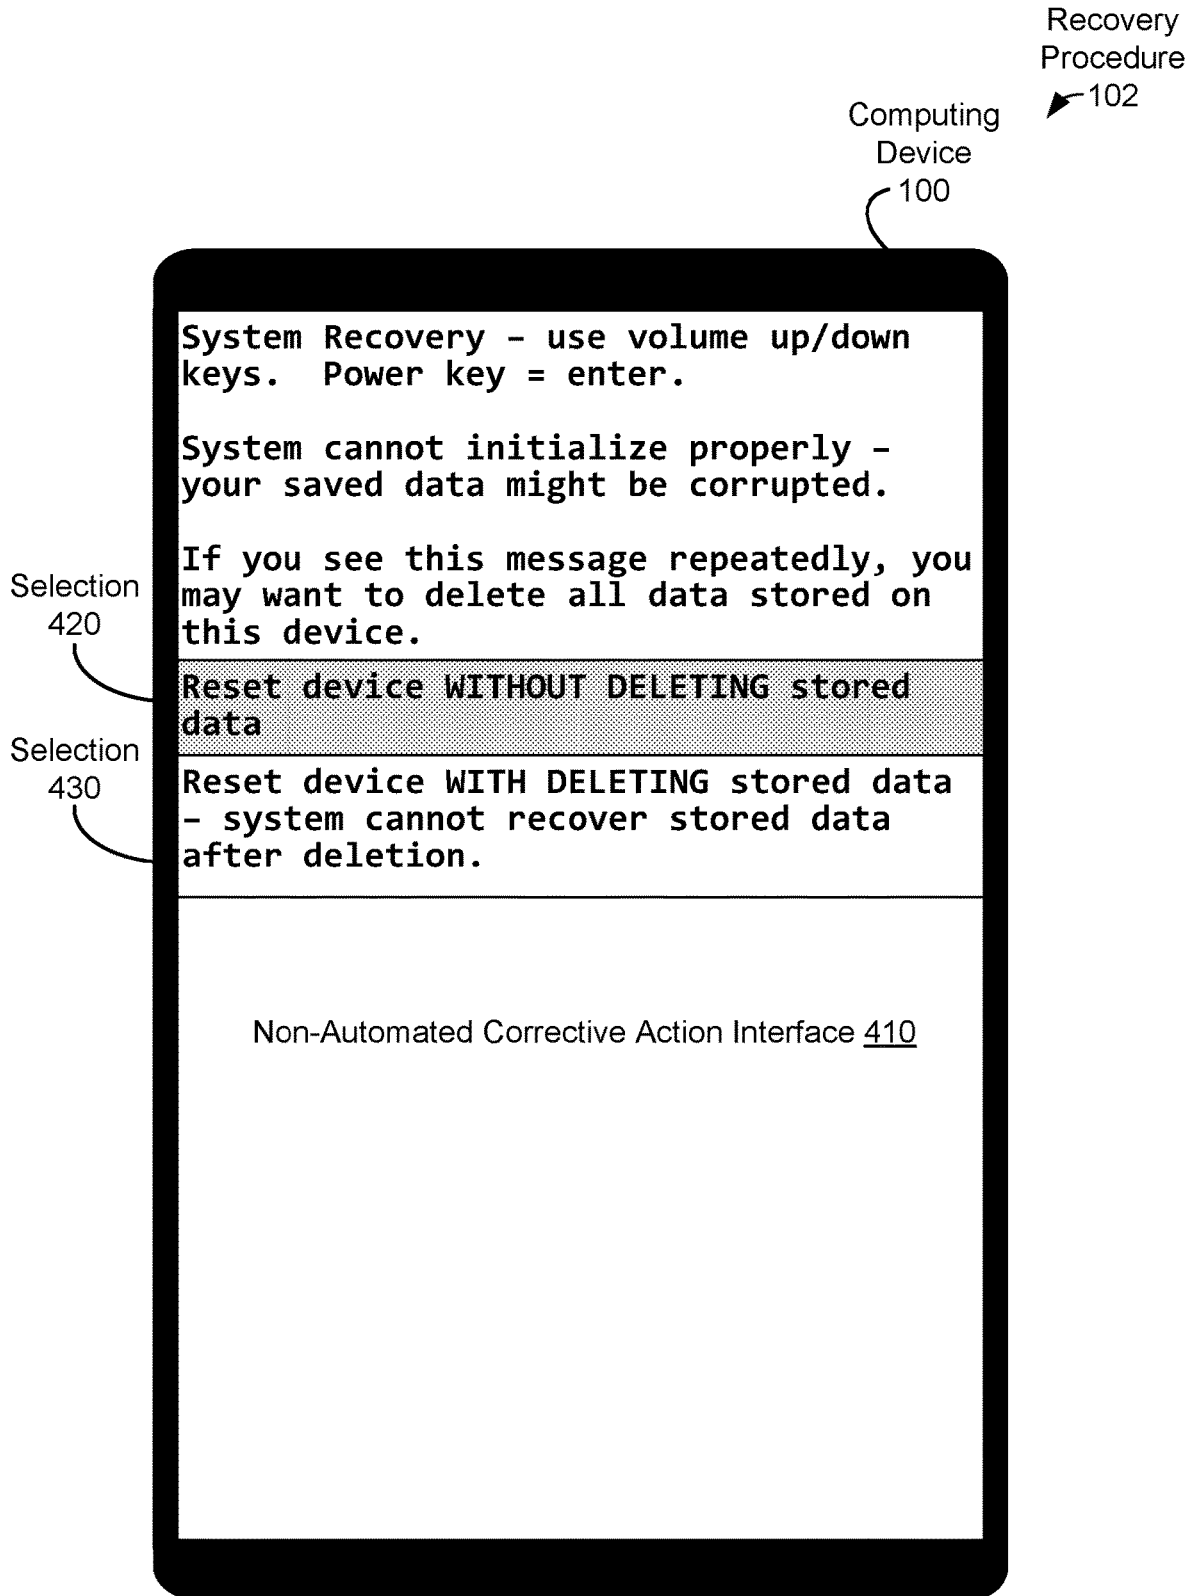 Recovery
Procedure
102
Computing
Device
100
System Recovery – use volume up/down
keys.  Power key = enter.
System cannot initialize properly –
your saved data might be corrupted.
If you see this message repeatedly, you
may want to delete all data stored on
this device.
Selection
420
Reset device WITHOUT DELETING stored
data
Selection
430
Reset device WITH DELETING stored data
– system cannot recover stored data
after deletion.
Non-Automated Corrective Action Interface 410